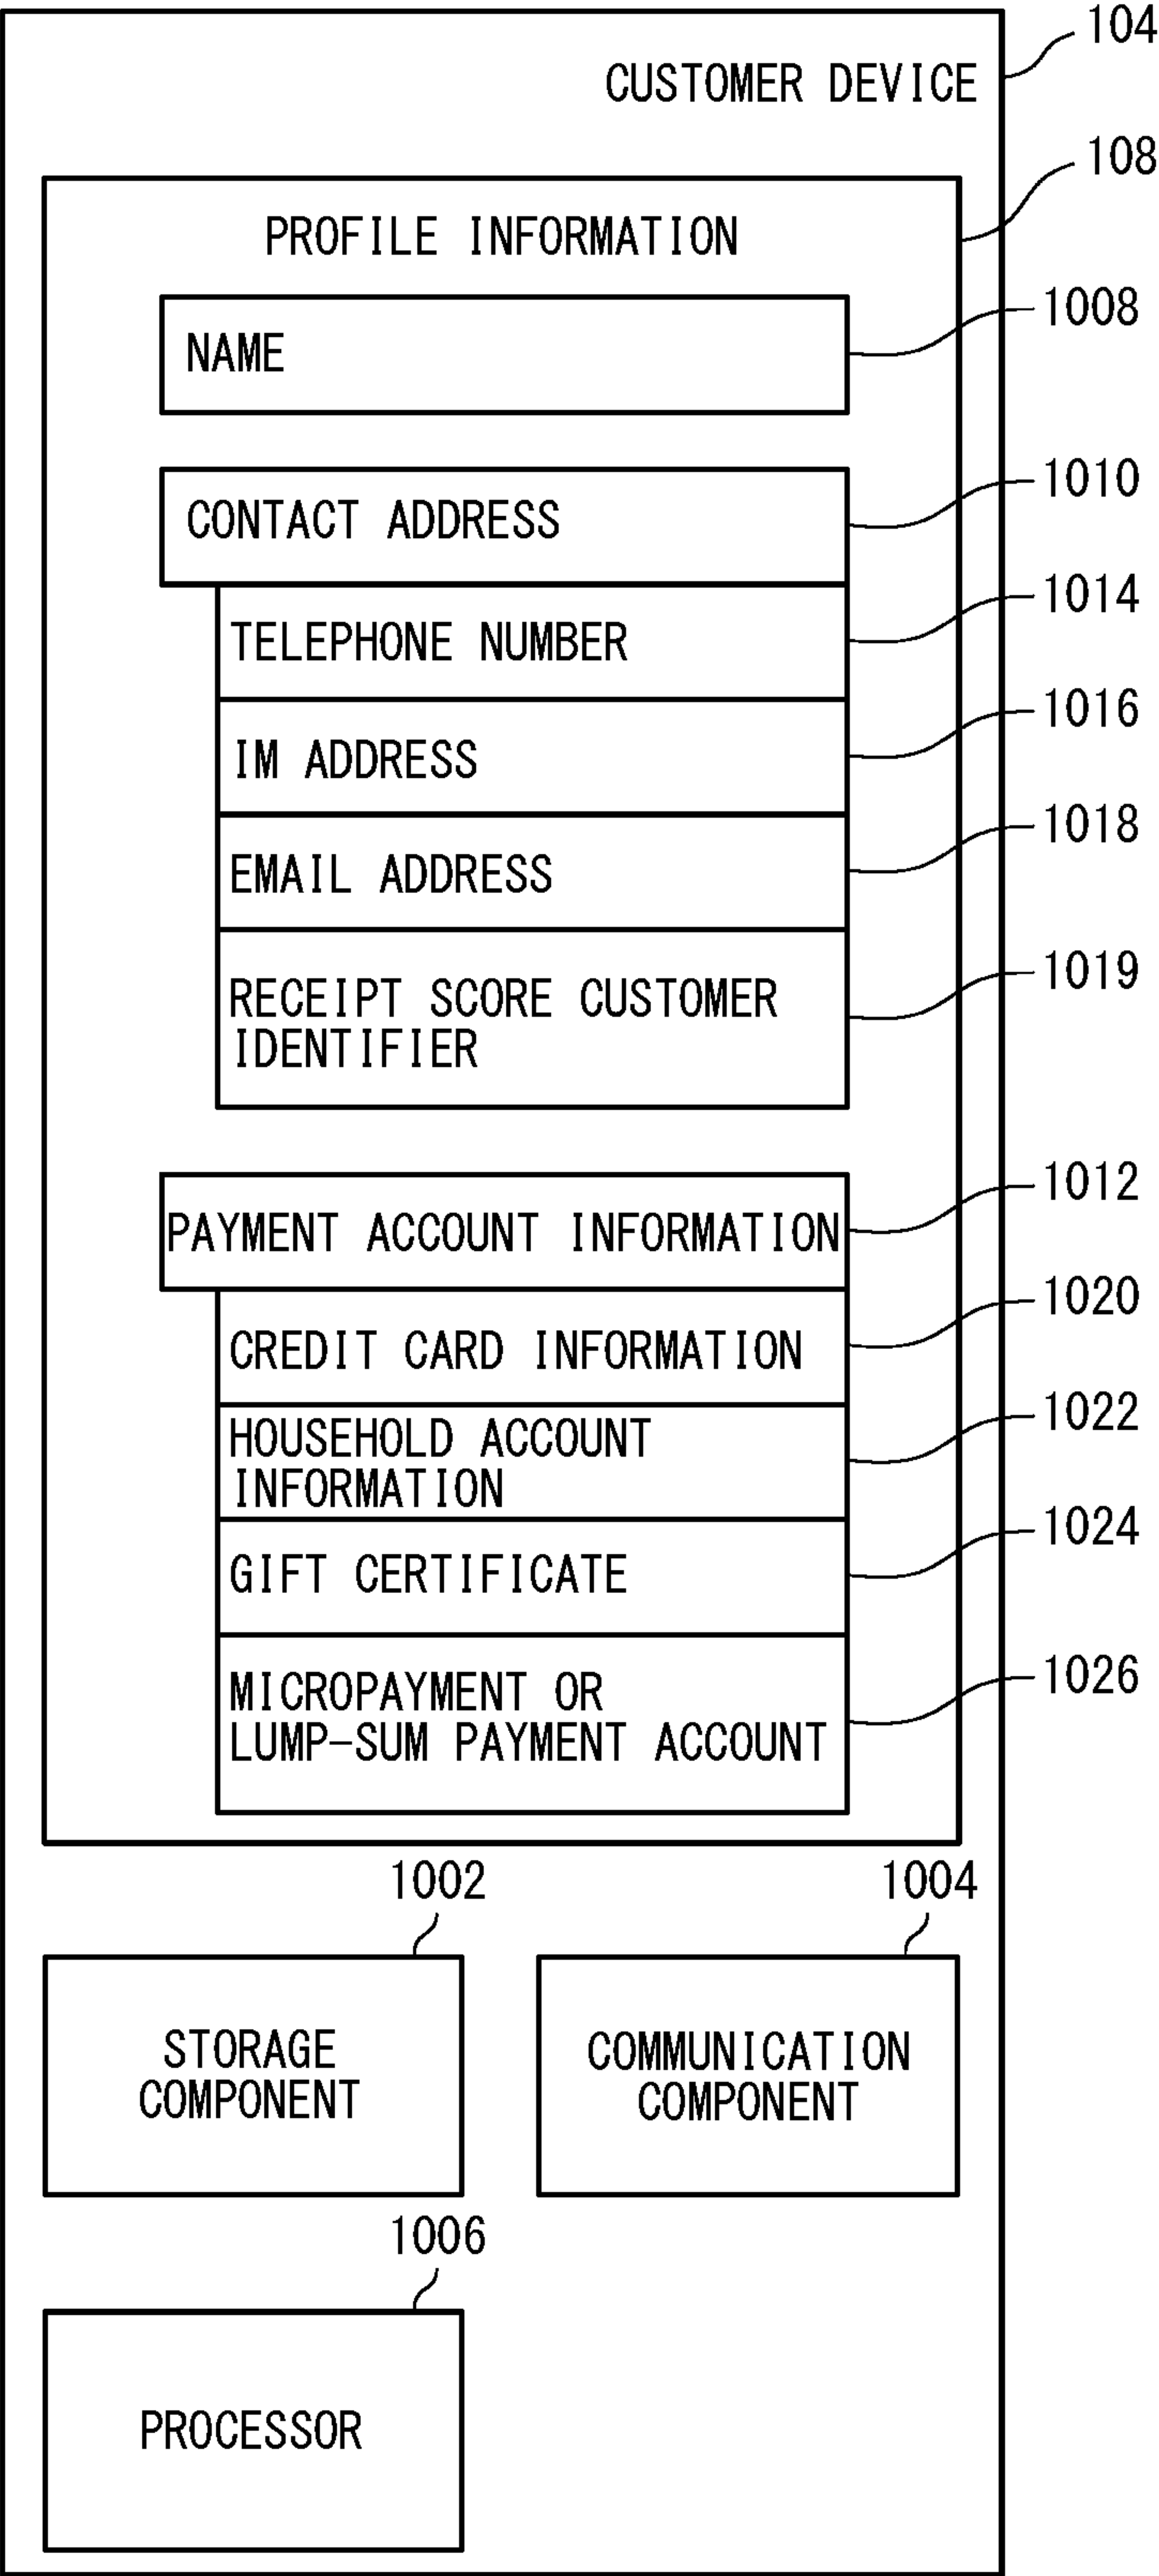 104
CUSTOMER DEVICE
108
PROFILE INFORMATION
1008
NAME
1010
CONTACT ADDRESS
1014
TELEPHONE NUMBER
1016
IM ADDRESS
1018
EMAIL ADDRESS
1019
RECEIPT SCORE CUSTOMER
IDENTIFIER
1012
PAYMENT ACCOUNT INFORMATION
1020
CREDIT CARD INFORMATION
1022
HOUSEHOLD ACCOUNT
INFORMATION
1024
GIFT CERTIFICATE
1026
MICROPAYMENT OR
LUMP-SUM PAYMENT ACCOUNT
1002
STORAGE
COMPONENT
1004
COMMUNICATION
COMPONENT
1006
PROCESSOR